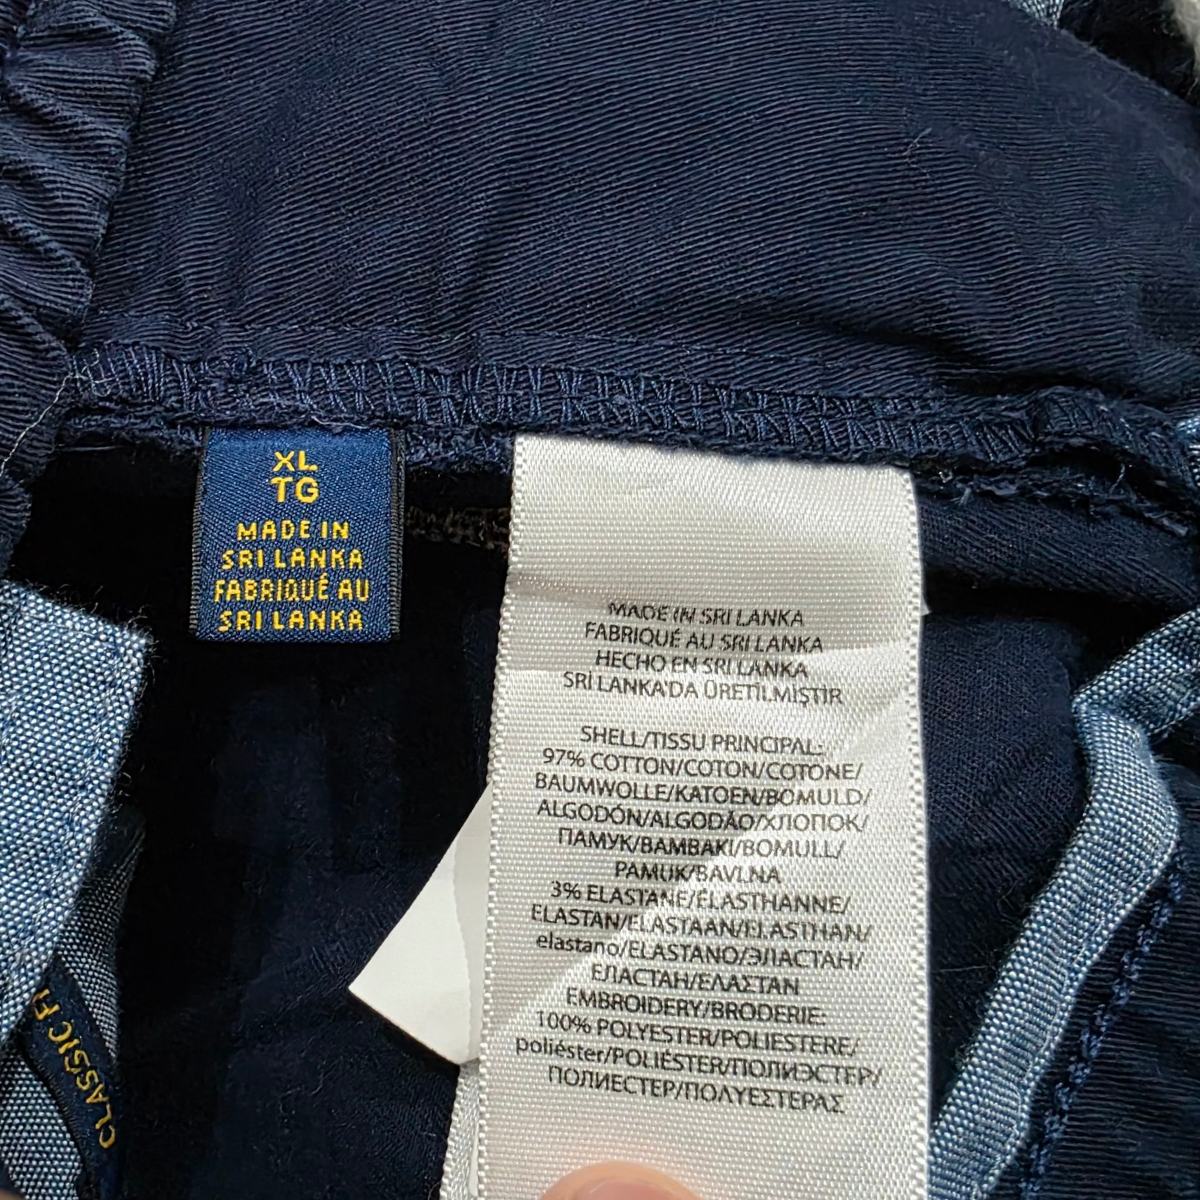 XL
TG
MADE IN
SRI LANKA
FABRIQUÉ AU
SRI LANKA
MADE IN SRI LANKA
FABRIQUÉ AU SRI LANKA
HECHO EN SRI LANKA
SRİ LANKA'DA ÜRETİLMİŞTİR
SHELL/TISSU PRINCIPAL:
97% COTTON/COTON/COTONE/
BAUMWOLLE/KATOEN/BOMULD/
ALGODÓN/ALGODÃO/ХЛОПОК/
ПАМУК/ΒΑΜΒΑΚΙ/BOMULL/
PAMUK/BAVLNA
3% ELASTANE/ÉLASTHANNE/
ELASTAN/ELASTAAN/ELASTHAN/
elastano/ELASTANO/ЭЛАСТАН/
ЕЛАСТАН/ΕΛΑΣΤΑΝ
EMBROIDERY/BRODERIE:
100% POLYESTER/POLIESTERE/
poliéster/POLIÉSTER/ПОЛИЭСТЕР/
ПОЛИЕСТЕР/ΠΟΛΥΕΣΤΕΡΑΣ
CLASSIC